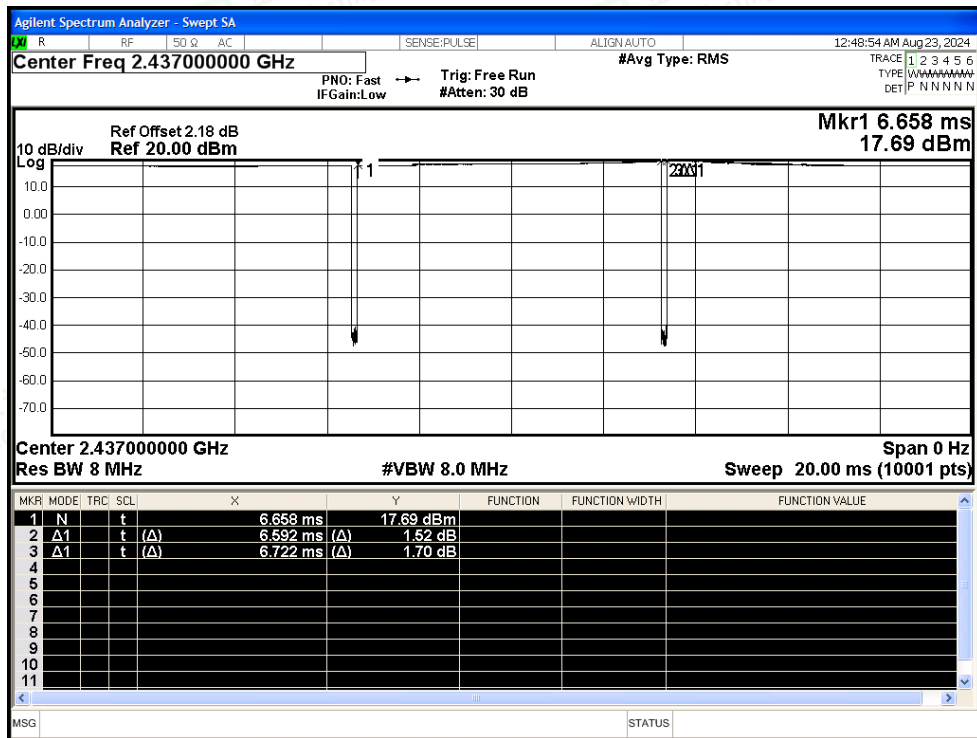 Agilent Spectrum Analyzer - Swept SA
LXI R RF 50 Ω AC SENSE:PULSE ALIGN AUTO 12:48:54 AM Aug 23, 2024
Center Freq 2.437000000 GHz
PNO: Fast
IFGain:Low
Trig: Free Run
#Atten: 30 dB
#Avg Type: RMS
TRACE 1 2 3 4 5 6
TYPE W
DET P N N N N N
Mkr1 6.658 ms
17.69 dBm
Ref Offset 2.18 dB
10 dB/div Ref 20.00 dBm
Log
1
10.0
0.00
-10.0
-20.0
-30.0
-40.0
-50.0
-60.0
-70.0
Center 2.437000000 GHz Span 0 Hz
Res BW 8 MHz #VBW 8.0 MHz Sweep 20.00 ms (10001 pts)
MKR MODE TRC SCL X Y FUNCTION FUNCTION WIDTH FUNCTION VALUE
1 N t 6.658 ms 17.69 dBm
2 Δ1 t (Δ) 6.592 ms (Δ) 1.52 dB
3 Δ1 t (Δ) 6.722 ms (Δ) 1.70 dB
4
5
6
7
8
9
10
11
MSG STATUS